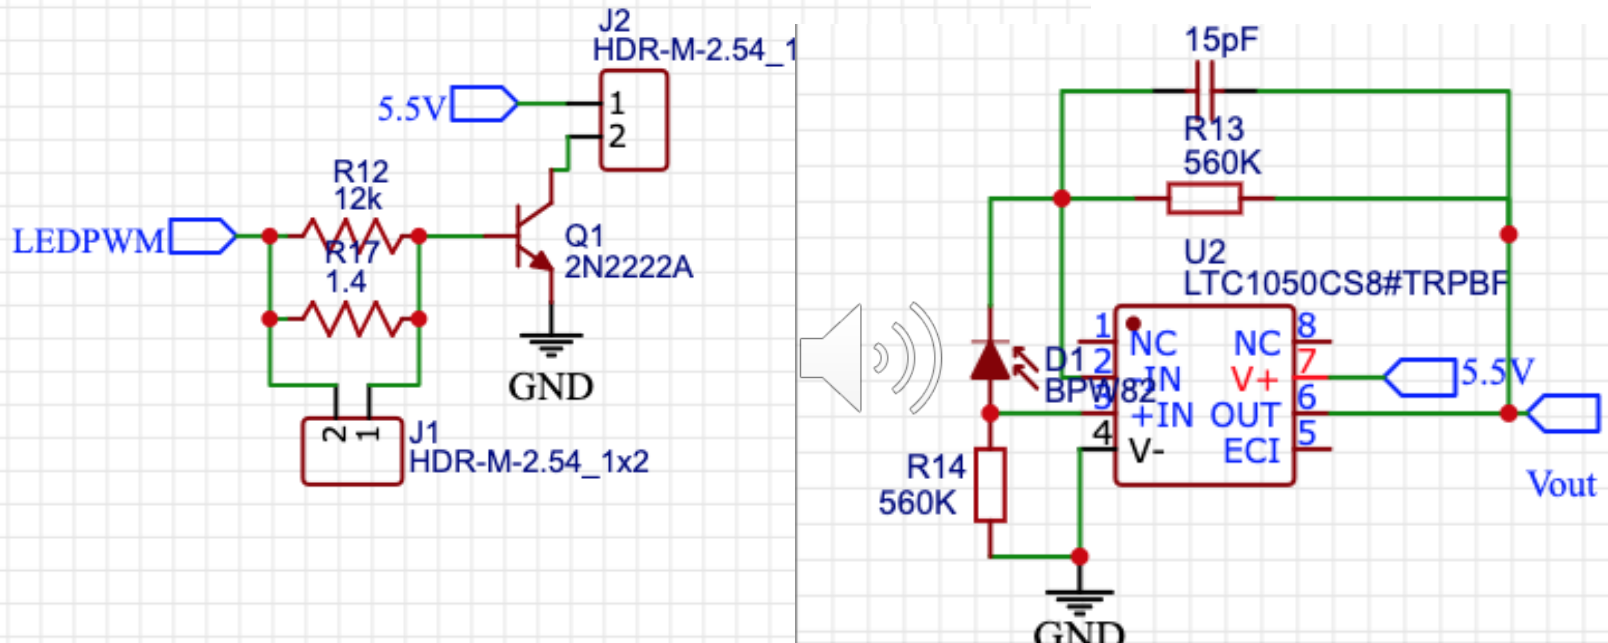 J2
HDR-M-2.54_1
5.5V
1
2
R12
12k
LEDPWM
R17
1.4
Q1
2N2222A
GND
2
1
J1
HDR-M-2.54_1x2
15pF
R13
560K
U2
LTC1050CS8#TRPBF
1
NC
NC
8
D1
2
-IN
V+
7
5.5V
BPW82
3
+IN
OUT
6
4
V-
ECI
5
R14
560K
Vout
GND